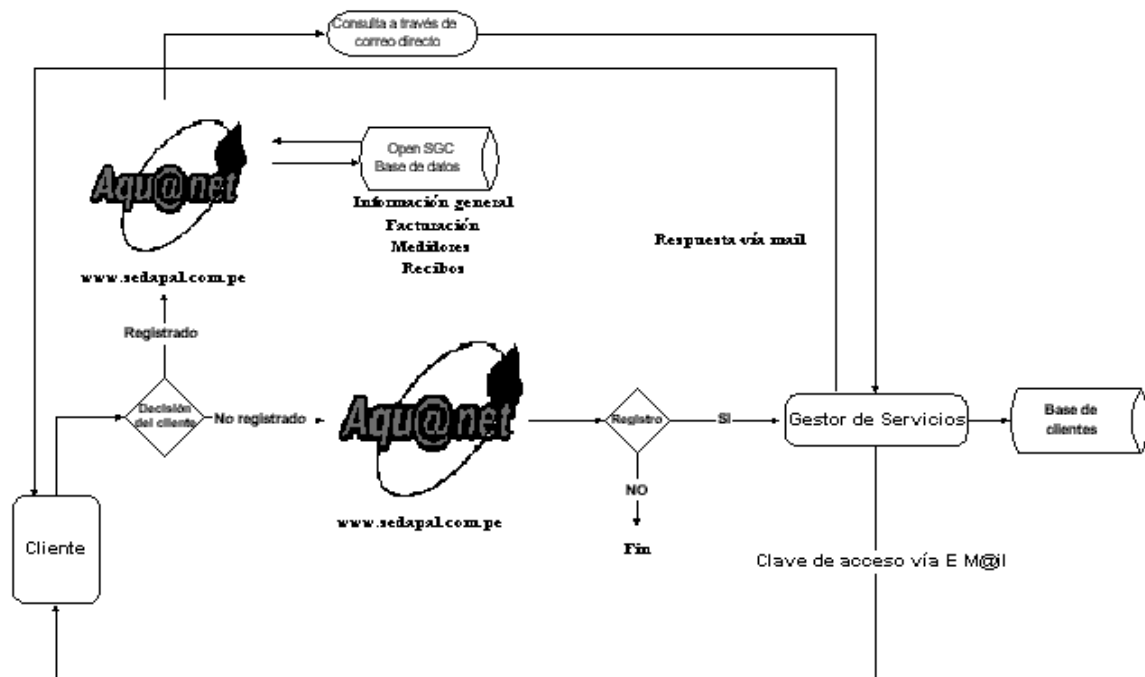 Consulta a través de
correo directo
Open SGC
Base de datos
Aqu@net
Información general
Facturación
Medidores
Recibos
Respuesta vía mail
www.sedapal.com.pe
Registrado
Decisión
del cliente
No registrado
Aqu@net
www.sedapal.com.pe
Registro
SI
Gestor de Servicios
Base de
clientes
NO
Fin
Cliente
Clave de acceso vía E M@il